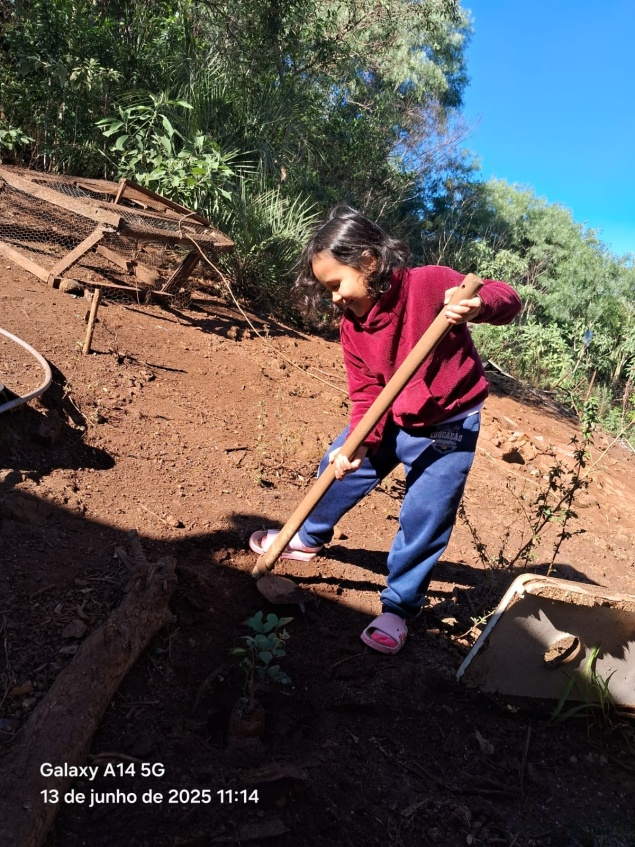 EDUCAÇÃO
Galaxy A14 5G
13 de junho de 2025 11:14